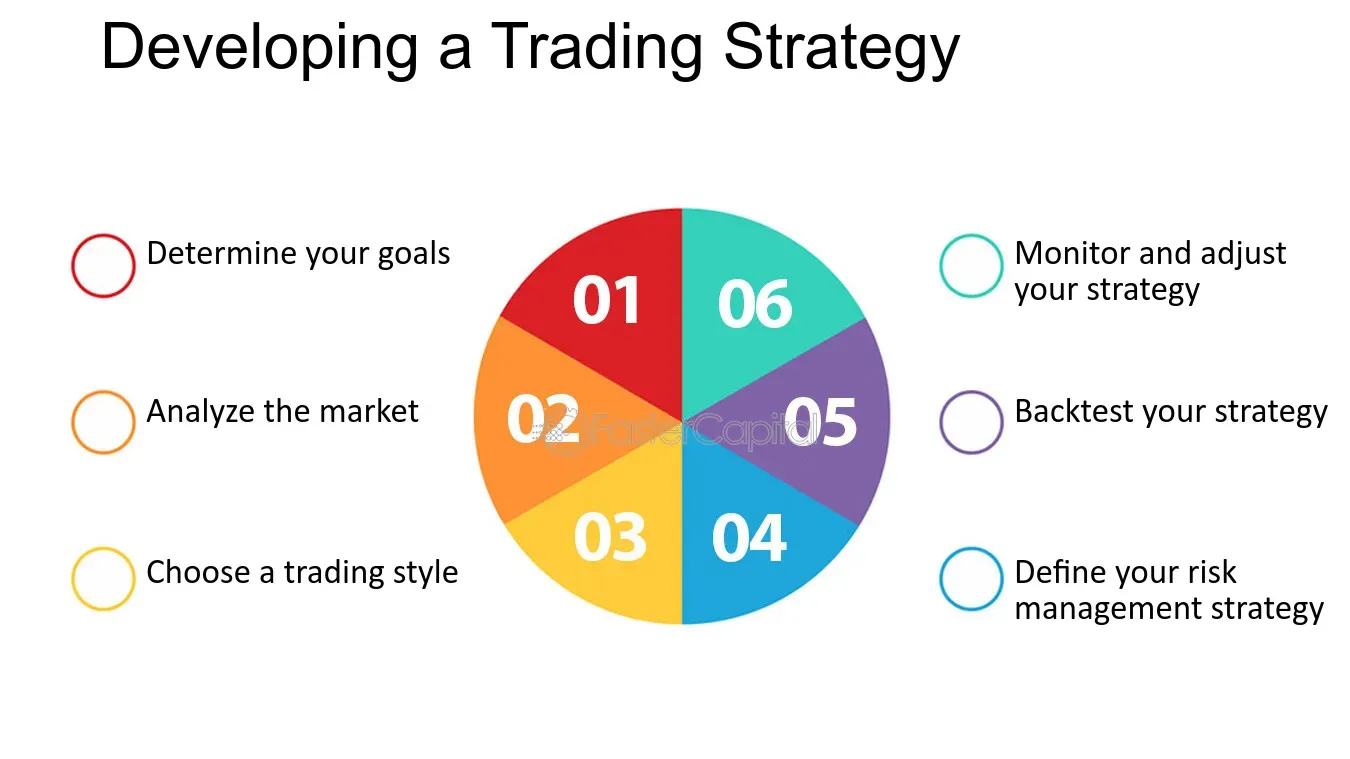 Developing a Trading Strategy
Determine your goals
Analyze the market
Choose a trading style
01
02
03
04
05
06
FasterCapital
Monitor and adjust
your strategy
Backtest your strategy
Define your risk
management strategy